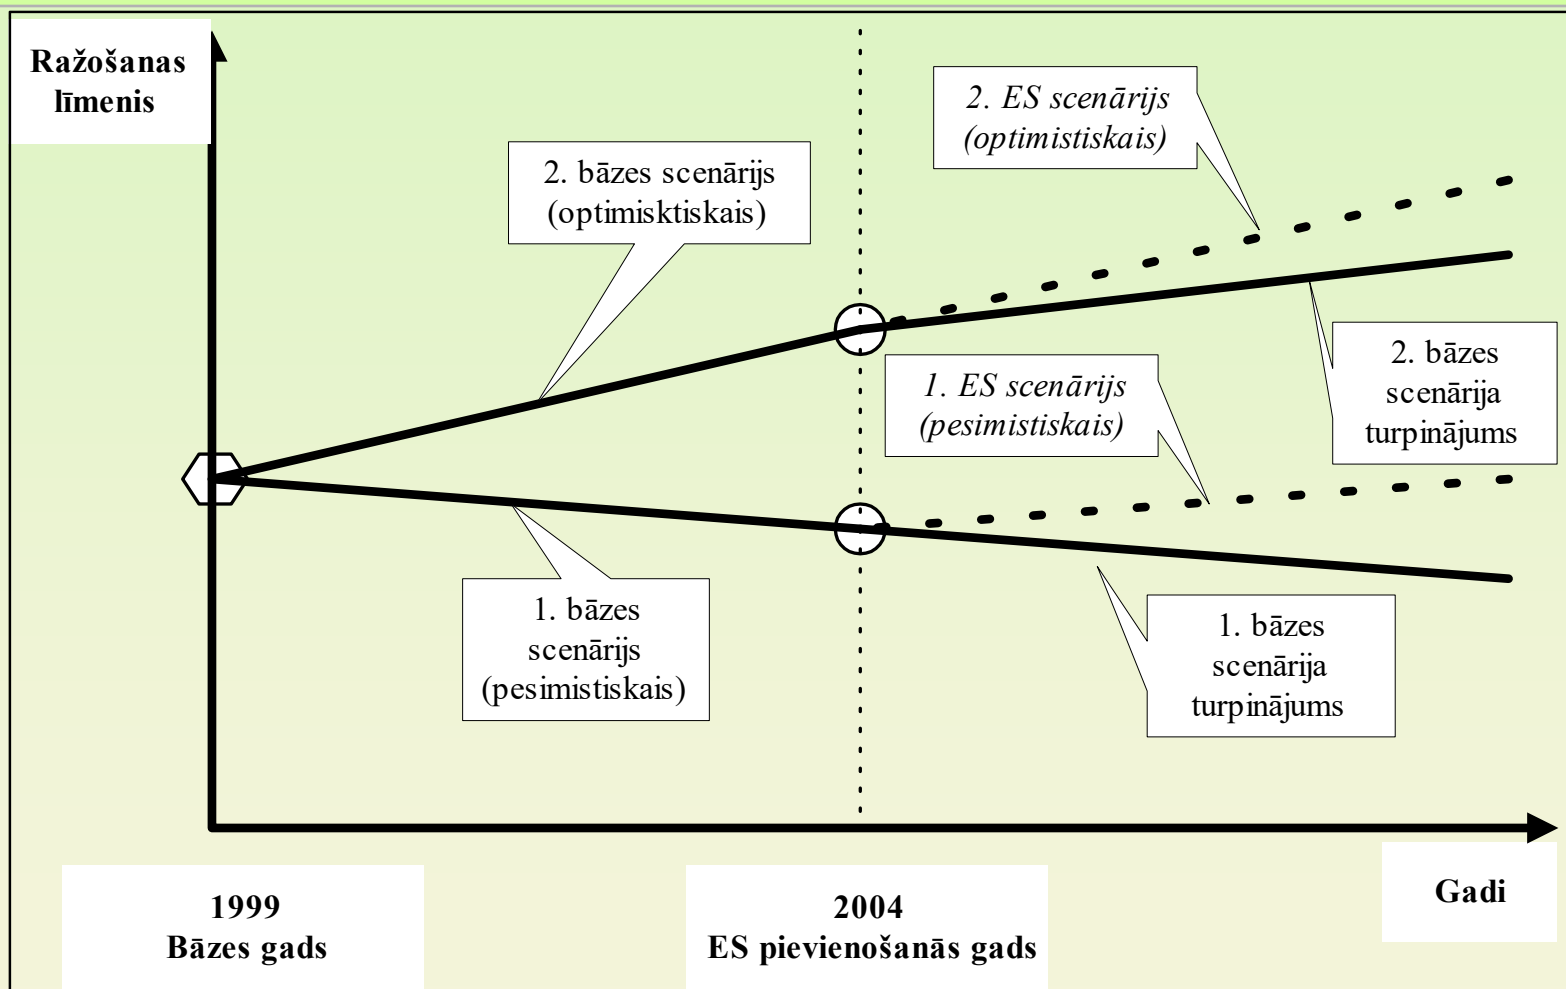 Ražošanas
līmenis
2. ES scenārijs
(optimistiskais)
2. bāzes scenārijs
(optimisktiskais)
2. bāzes
scenārija
turpinājums
1. ES scenārijs
(pesimistiskais)
1. bāzes
scenārijs
(pesimistiskais)
1. bāzes
scenārija
turpinājums
1999
Bāzes gads
2004
ES pievienošanās gads
Gadi